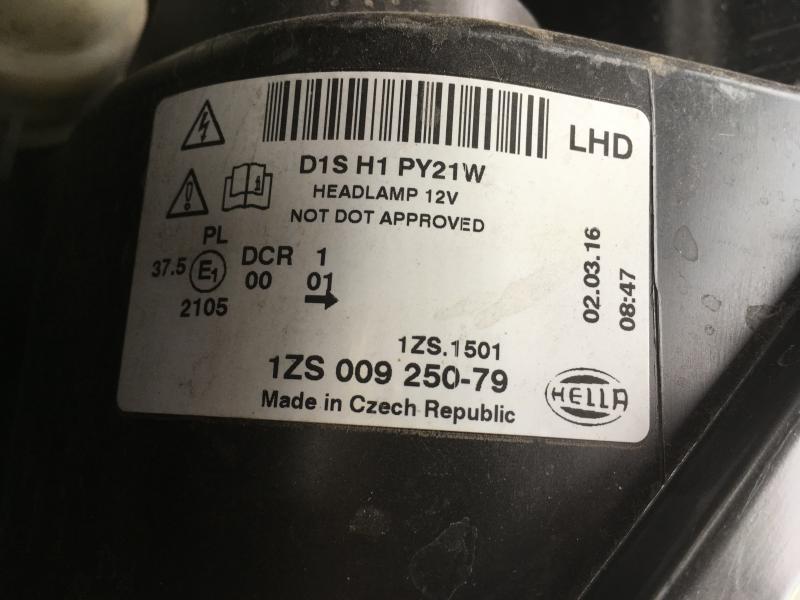 LHD
D1S H1 PY21W
HEADLAMP 12V
NOT DOT APPROVED
PL
37.5 E1 DCR 1
00 01
2105
02.03.16
08:47
1ZS.1501
1ZS 009 250-79
Made in Czech Republic
HELLA